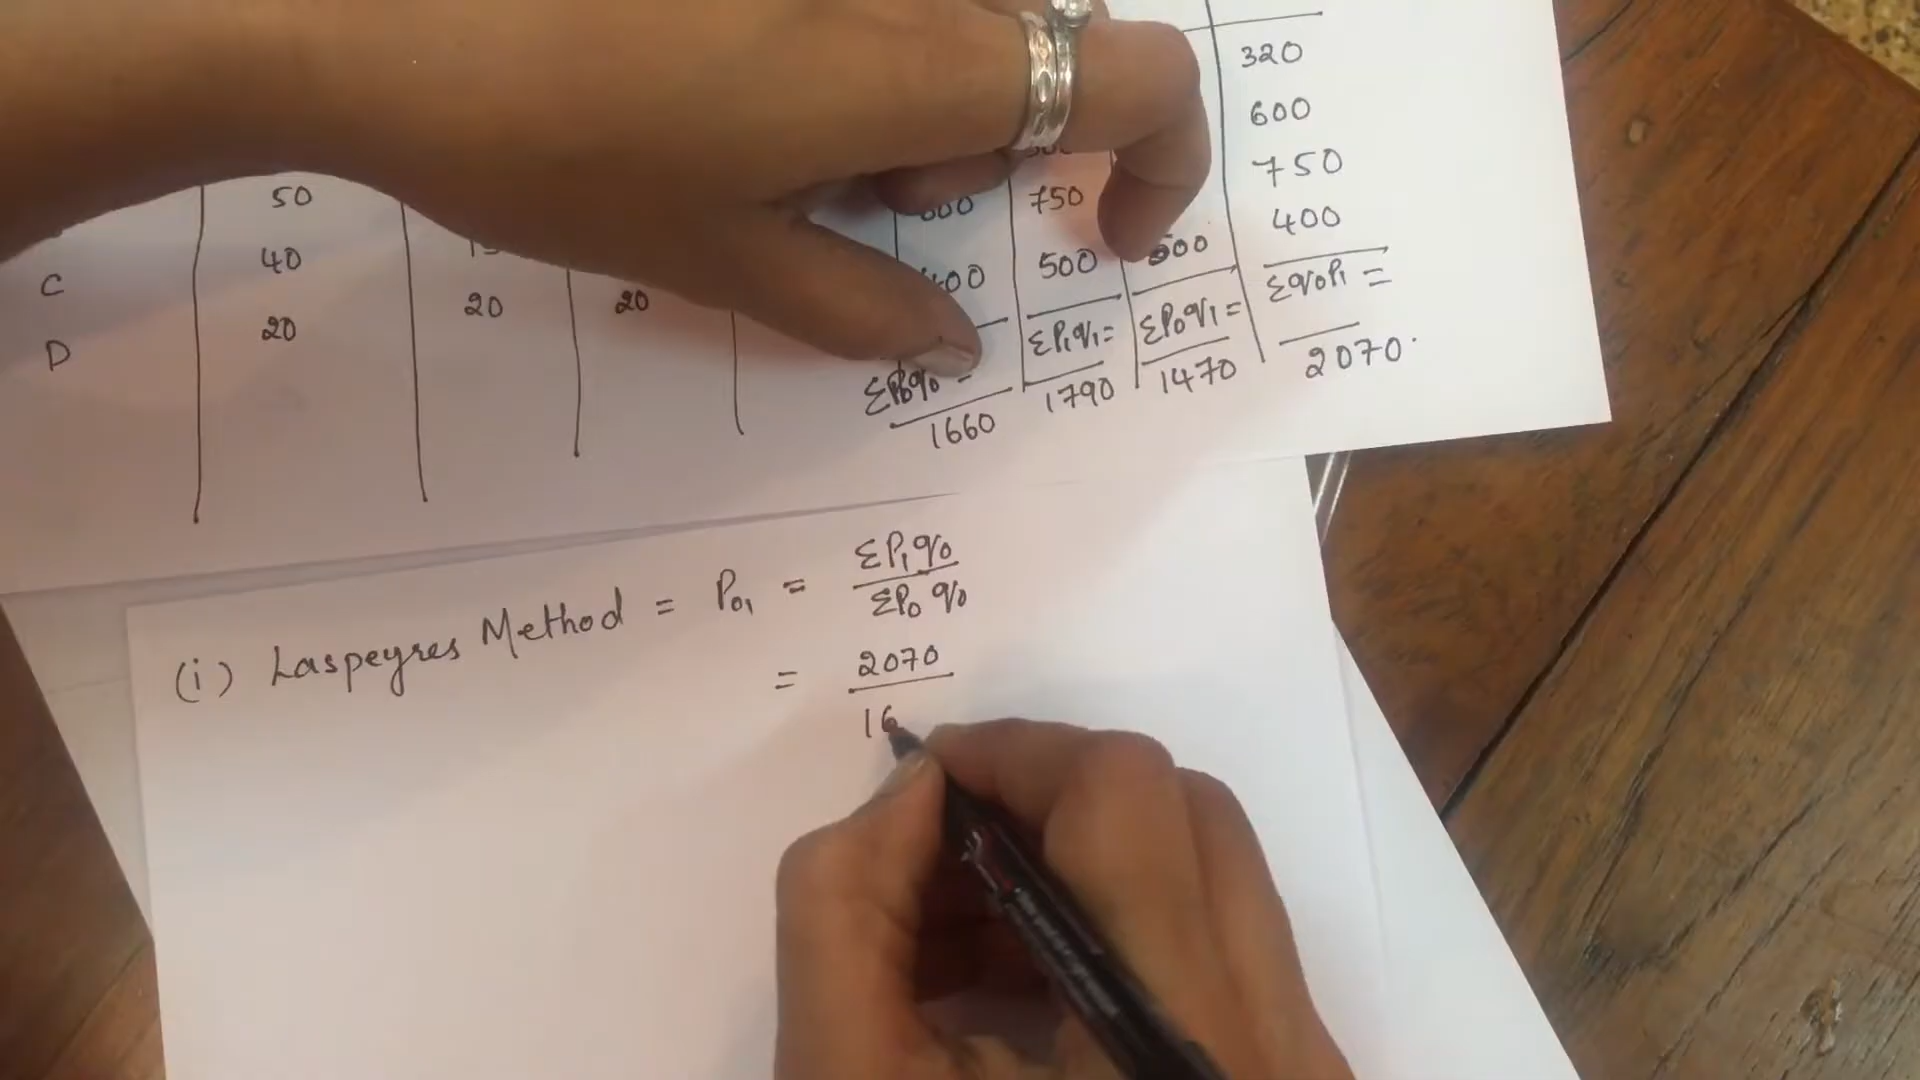 320
600
750
50 750 400
C 40 500 500 Σq₀P₁ =
D 20 20 20 ΣP₁q₁= ΣP₀q₁= 2070.
ΣP₀q₀ = 1790 1470
1660
(i) Laspeyres Method = P₀₁ = ΣP₁q₀ / ΣP₀q₀
= 2070 / 16